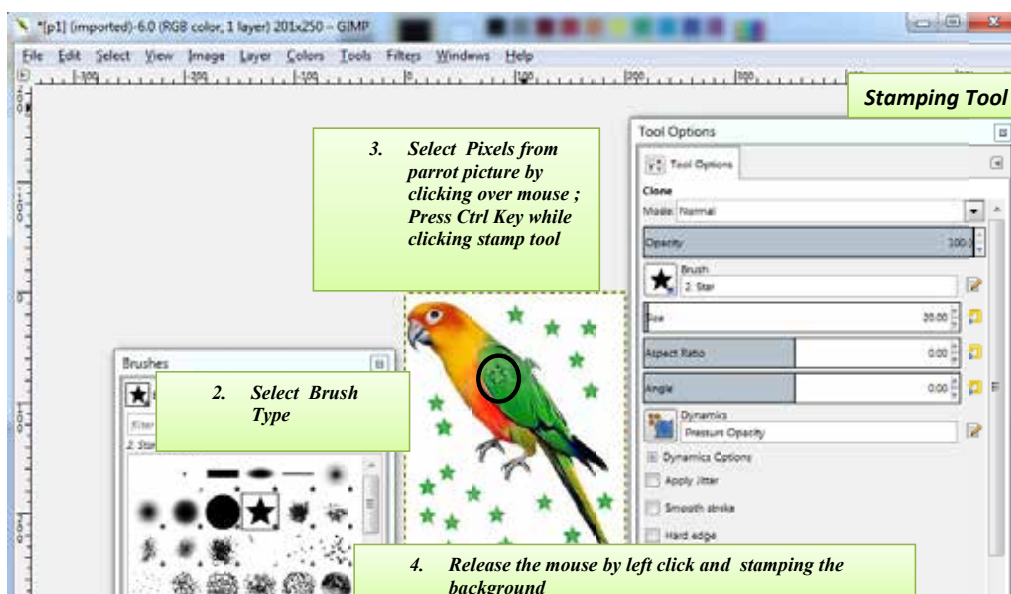 *[p1] (imported)-6.0 (RGB color, 1 layer) 201x250 – GIMP
File Edit Select View Image Layer Colors Tools Filters Windows Help
Stamping Tool
3. Select Pixels from
parrot picture by
clicking over mouse ;
Press Ctrl Key while
clicking stamp tool
Tool Options
Tool Options
Clone
Mode: Normal
Opacity 100.
Brush
2. Star
Size 20.00
Aspect Ratio 0.00
Angle 0.00
Dynamics
Pressure Opacity
Dynamics Options
Apply Jitter
Smooth stroke
Hard edge
Brushes
2. Select Brush
Type
filter
2. Star
4. Release the mouse by left click and stamping the
background